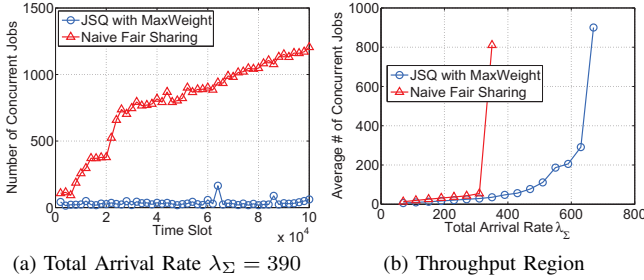 1500
1000
500
0
0
2
4
6
8
10
x 10⁴
Number of Concurrent Jobs
Time Slot
JSQ with MaxWeight
Naive Fair Sharing
(a) Total Arrival Rate λΣ = 390
1000
800
600
400
200
0
0
200
400
600
800
Average # of Concurrent Jobs
Total Arrival Rate λΣ
JSQ with MaxWeight
Naive Fair Sharing
(b) Throughput Region
(b)
(a)